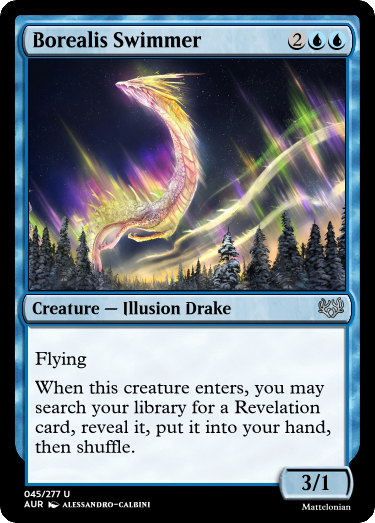 Borealis Swimmer 2
Creature — Illusion Drake
Flying
When this creature enters, you may
search your library for a Revelation
card, reveal it, put it into your hand,
then shuffle.
3/1
045/277 U
AUR ALESSANDRO-CALBINI
Mattelonian